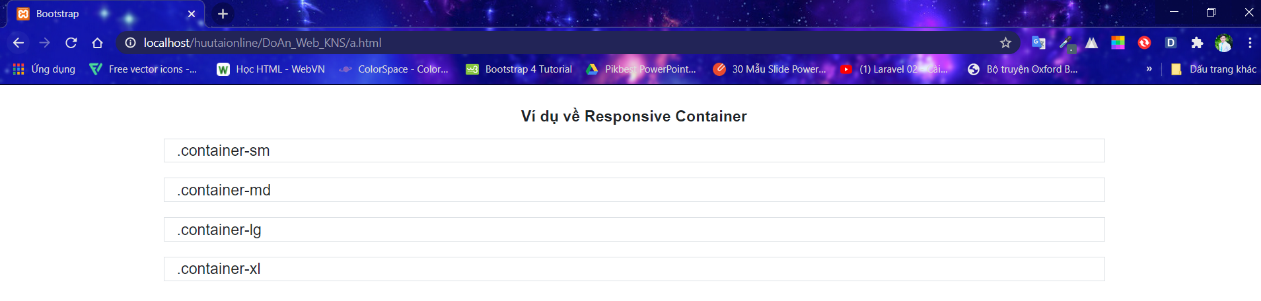 Bootstrap
localhost/huutaionline/DoAn_Web_KNS/a.html
Ứng dụng Free vector icons -... Học HTML - WebVN ColorSpace - Color... Bootstrap 4 Tutorial Pikbest PowerPoint... 30 Mẫu Slide Power... (1) Laravel 02 - Cài... Bộ truyện Oxford B... » Dấu trang khác
Ví dụ về Responsive Container
.container-sm
.container-md
.container-lg
.container-xl